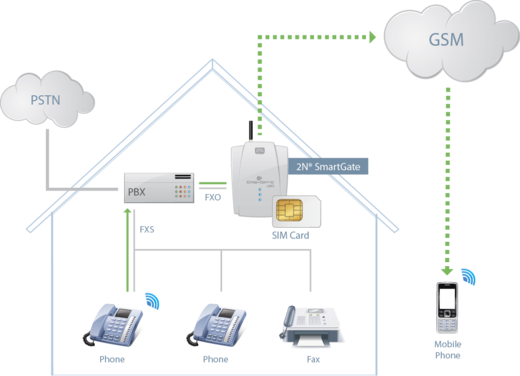 GSM
PSTN
2N® SmartGate
PBX
FXO
SIM Card
FXS
Phone
Phone
Fax
Mobile
Phone